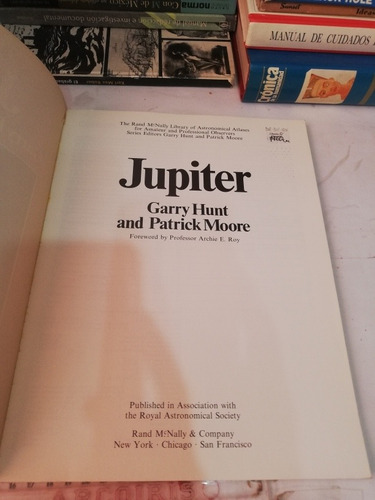 MANUAL DE CUIDADOS
The Rand McNally Library of Astronomical Atlases
for Amateur and Professional Observers
Series Editors Garry Hunt and Patrick Moore
Jupiter
Garry Hunt
and Patrick Moore
Foreword by Professor Archie E. Roy
Published in Association with
the Royal Astronomical Society
Rand McNally & Company
New York · Chicago · San Francisco